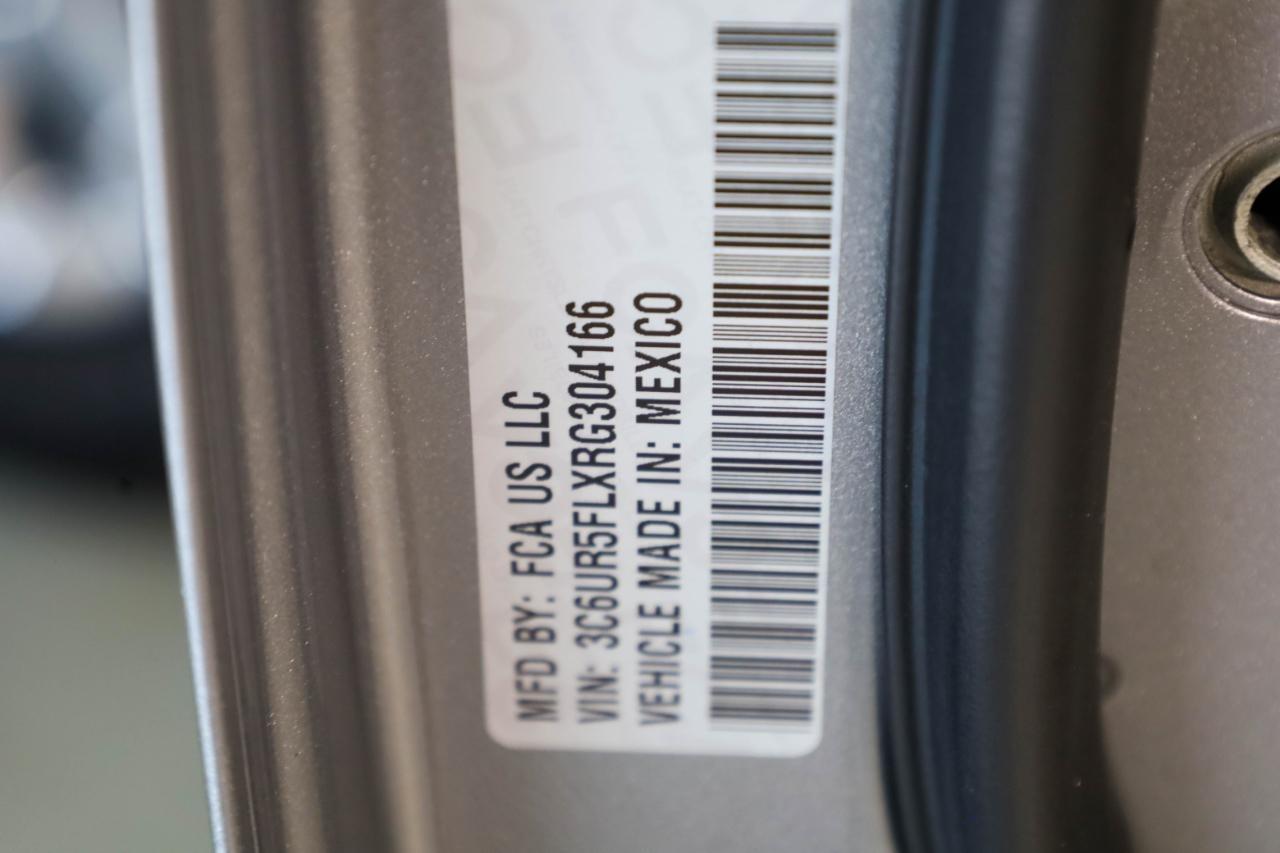 MFD BY: FCA US LLC
VIN: 3C6UR5FLXRG304166
VEHICLE MADE IN: MEXICO